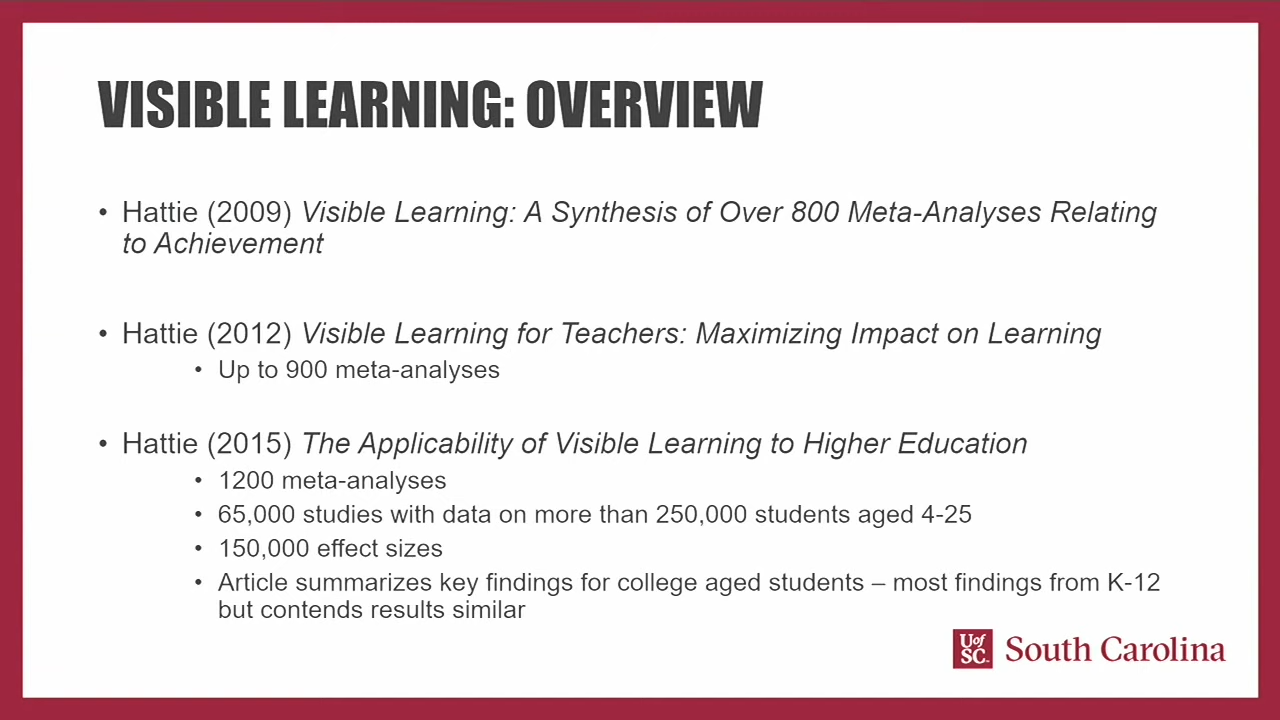 VISIBLE LEARNING: OVERVIEW
• Hattie (2009) Visible Learning: A Synthesis of Over 800 Meta-Analyses Relating
to Achievement
• Hattie (2012) Visible Learning for Teachers: Maximizing Impact on Learning
• Up to 900 meta-analyses
• Hattie (2015) The Applicability of Visible Learning to Higher Education
• 1200 meta-analyses
• 65,000 studies with data on more than 250,000 students aged 4-25
• 150,000 effect sizes
• Article summarizes key findings for college aged students – most findings from K-12
but contends results similar
UofSC South Carolina